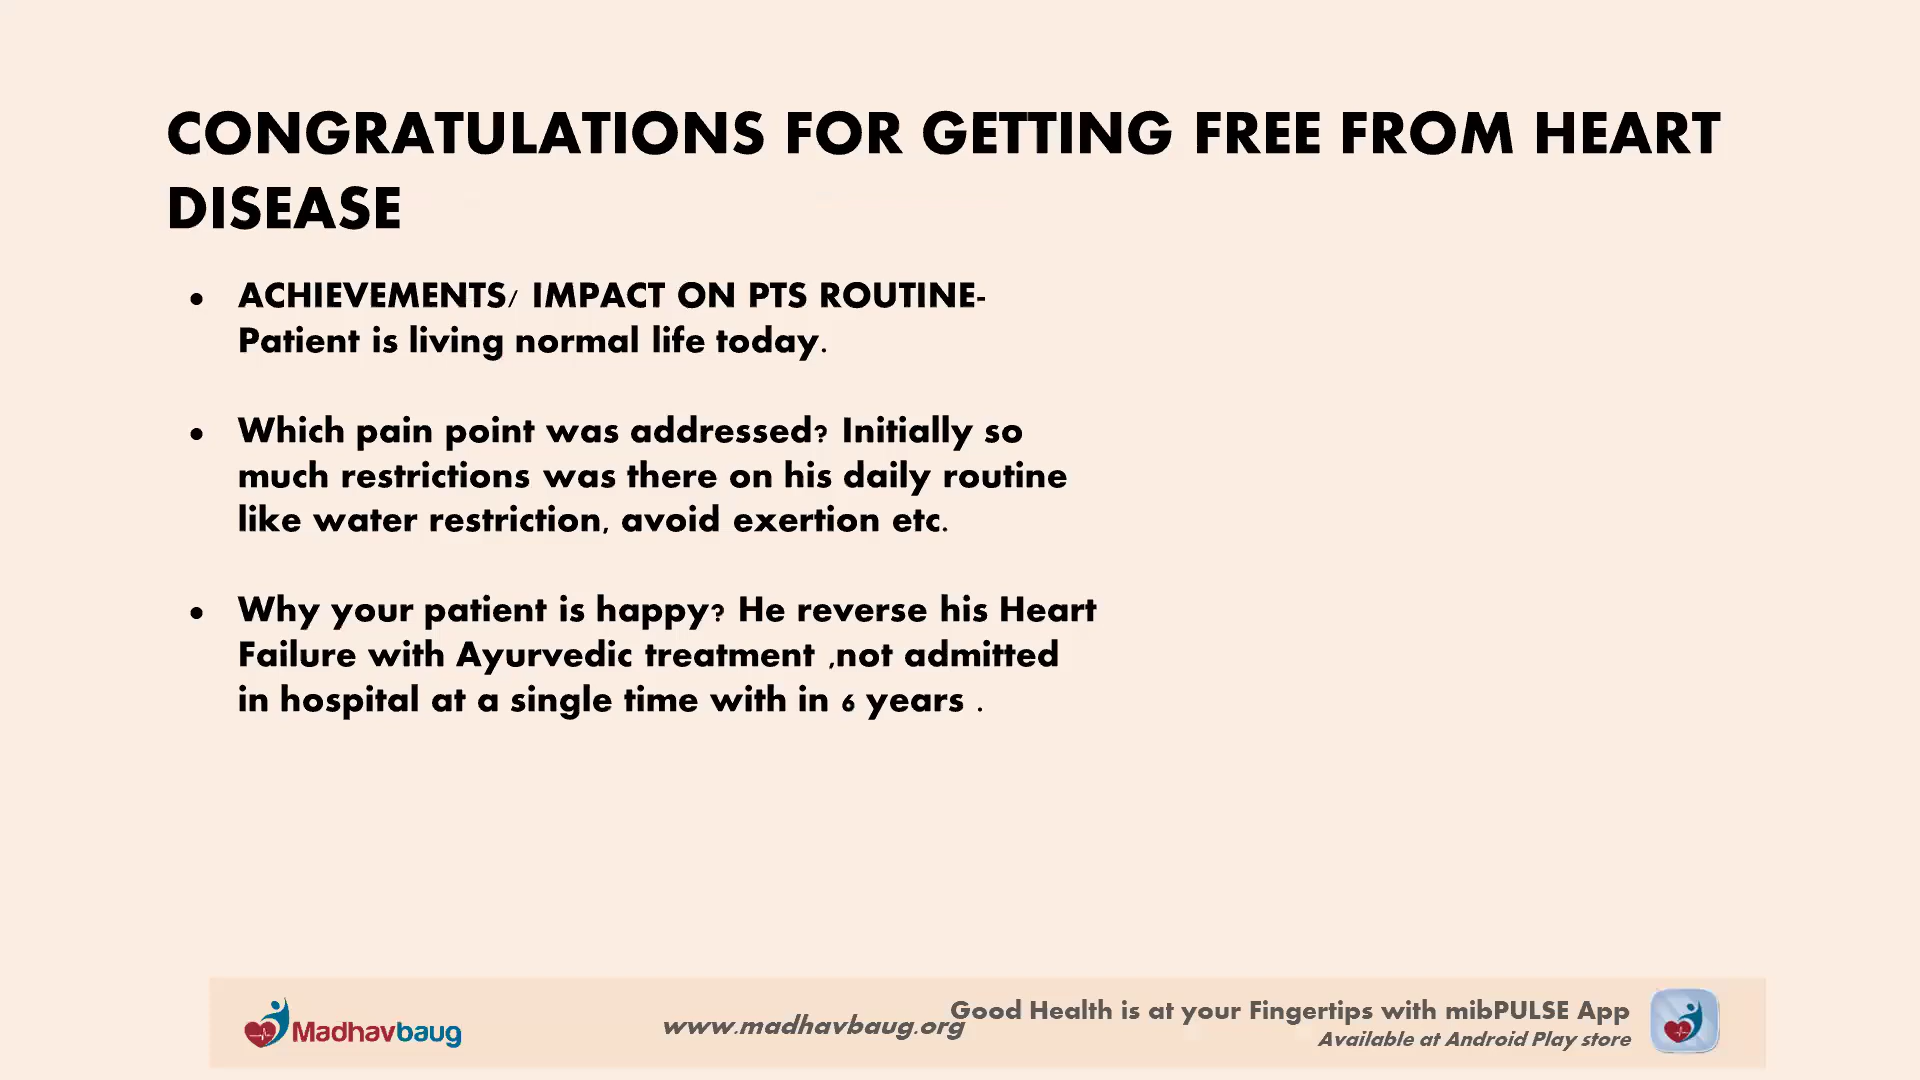 CONGRATULATIONS FOR GETTING FREE FROM HEART
DISEASE
• ACHIEVEMENTS/ IMPACT ON PTS ROUTINE-
Patient is living normal life today.
• Which pain point was addressed? Initially so
much restrictions was there on his daily routine
like water restriction, avoid exertion etc.
• Why your patient is happy? He reverse his Heart
Failure with Ayurvedic treatment ,not admitted
in hospital at a single time with in 6 years .
Madhavbaug
www.madhavbaug.org
Good Health is at your Fingertips with mibPULSE App
Available at Android Play store